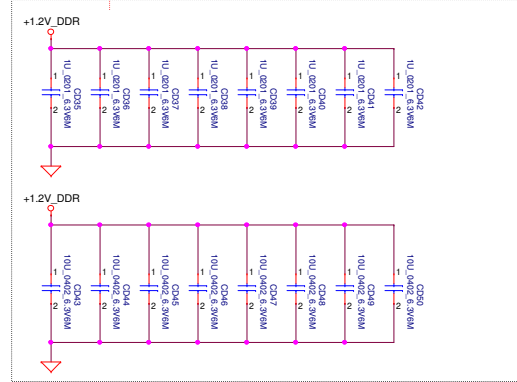 +1.2V_DDR
1
2
1U_0201_6.3V6M
CD35
1
2
1U_0201_6.3V6M
CD36
1
2
1U_0201_6.3V6M
CD37
1
2
1U_0201_6.3V6M
CD38
1
2
1U_0201_6.3V6M
CD39
1
2
1U_0201_6.3V6M
CD40
1
2
1U_0201_6.3V6M
CD41
1
2
1U_0201_6.3V6M
CD42
+1.2V_DDR
1
2
10U_0402_6.3V6M
CD43
1
2
10U_0402_6.3V6M
CD44
1
2
10U_0402_6.3V6M
CD45
1
2
10U_0402_6.3V6M
CD46
1
2
10U_0402_6.3V6M
CD47
1
2
10U_0402_6.3V6M
CD48
1
2
10U_0402_6.3V6M
CD49
1
2
10U_0402_6.3V6M
CD50